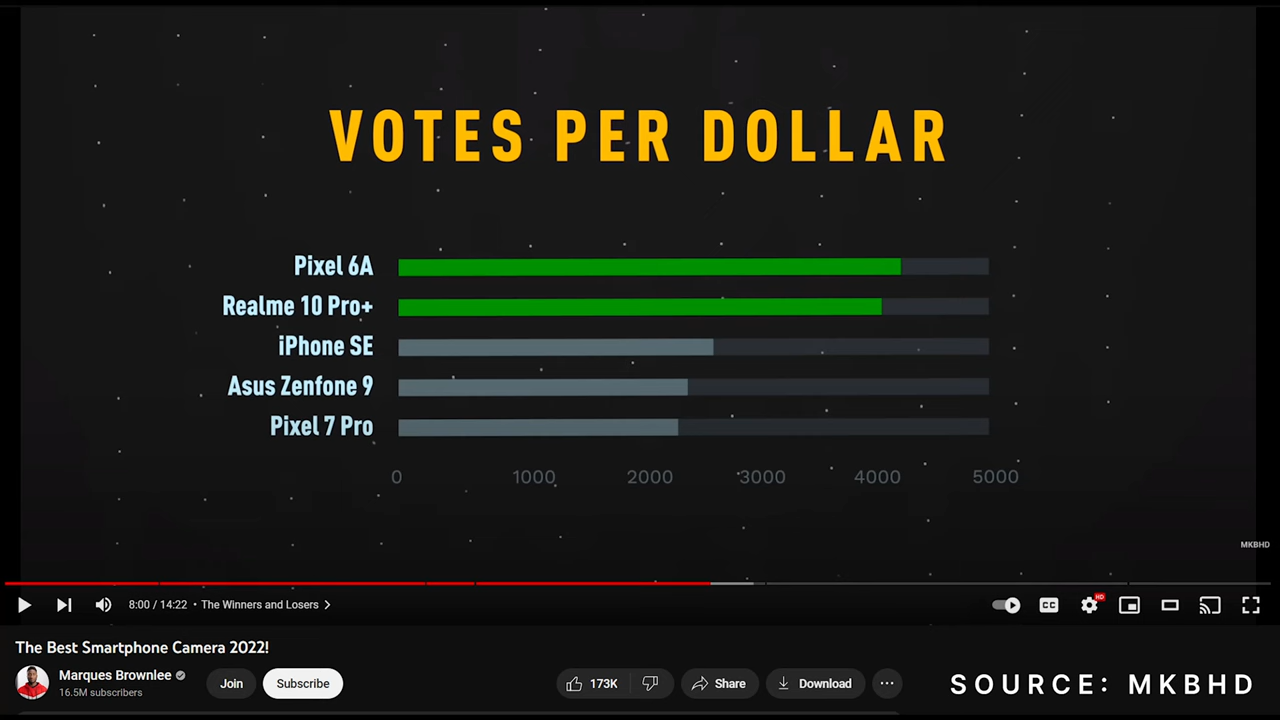 VOTES PER DOLLAR
Pixel 6A
Realme 10 Pro+
iPhone SE
Asus Zenfone 9
Pixel 7 Pro
0 1000 2000 3000 4000 5000
MKBHD
8:00 / 14:22 • The Winners and Losers
CC HD
The Best Smartphone Camera 2022!
Marques Brownlee
16.5M subscribers
Join Subscribe 173K Share Download
SOURCE: MKBHD